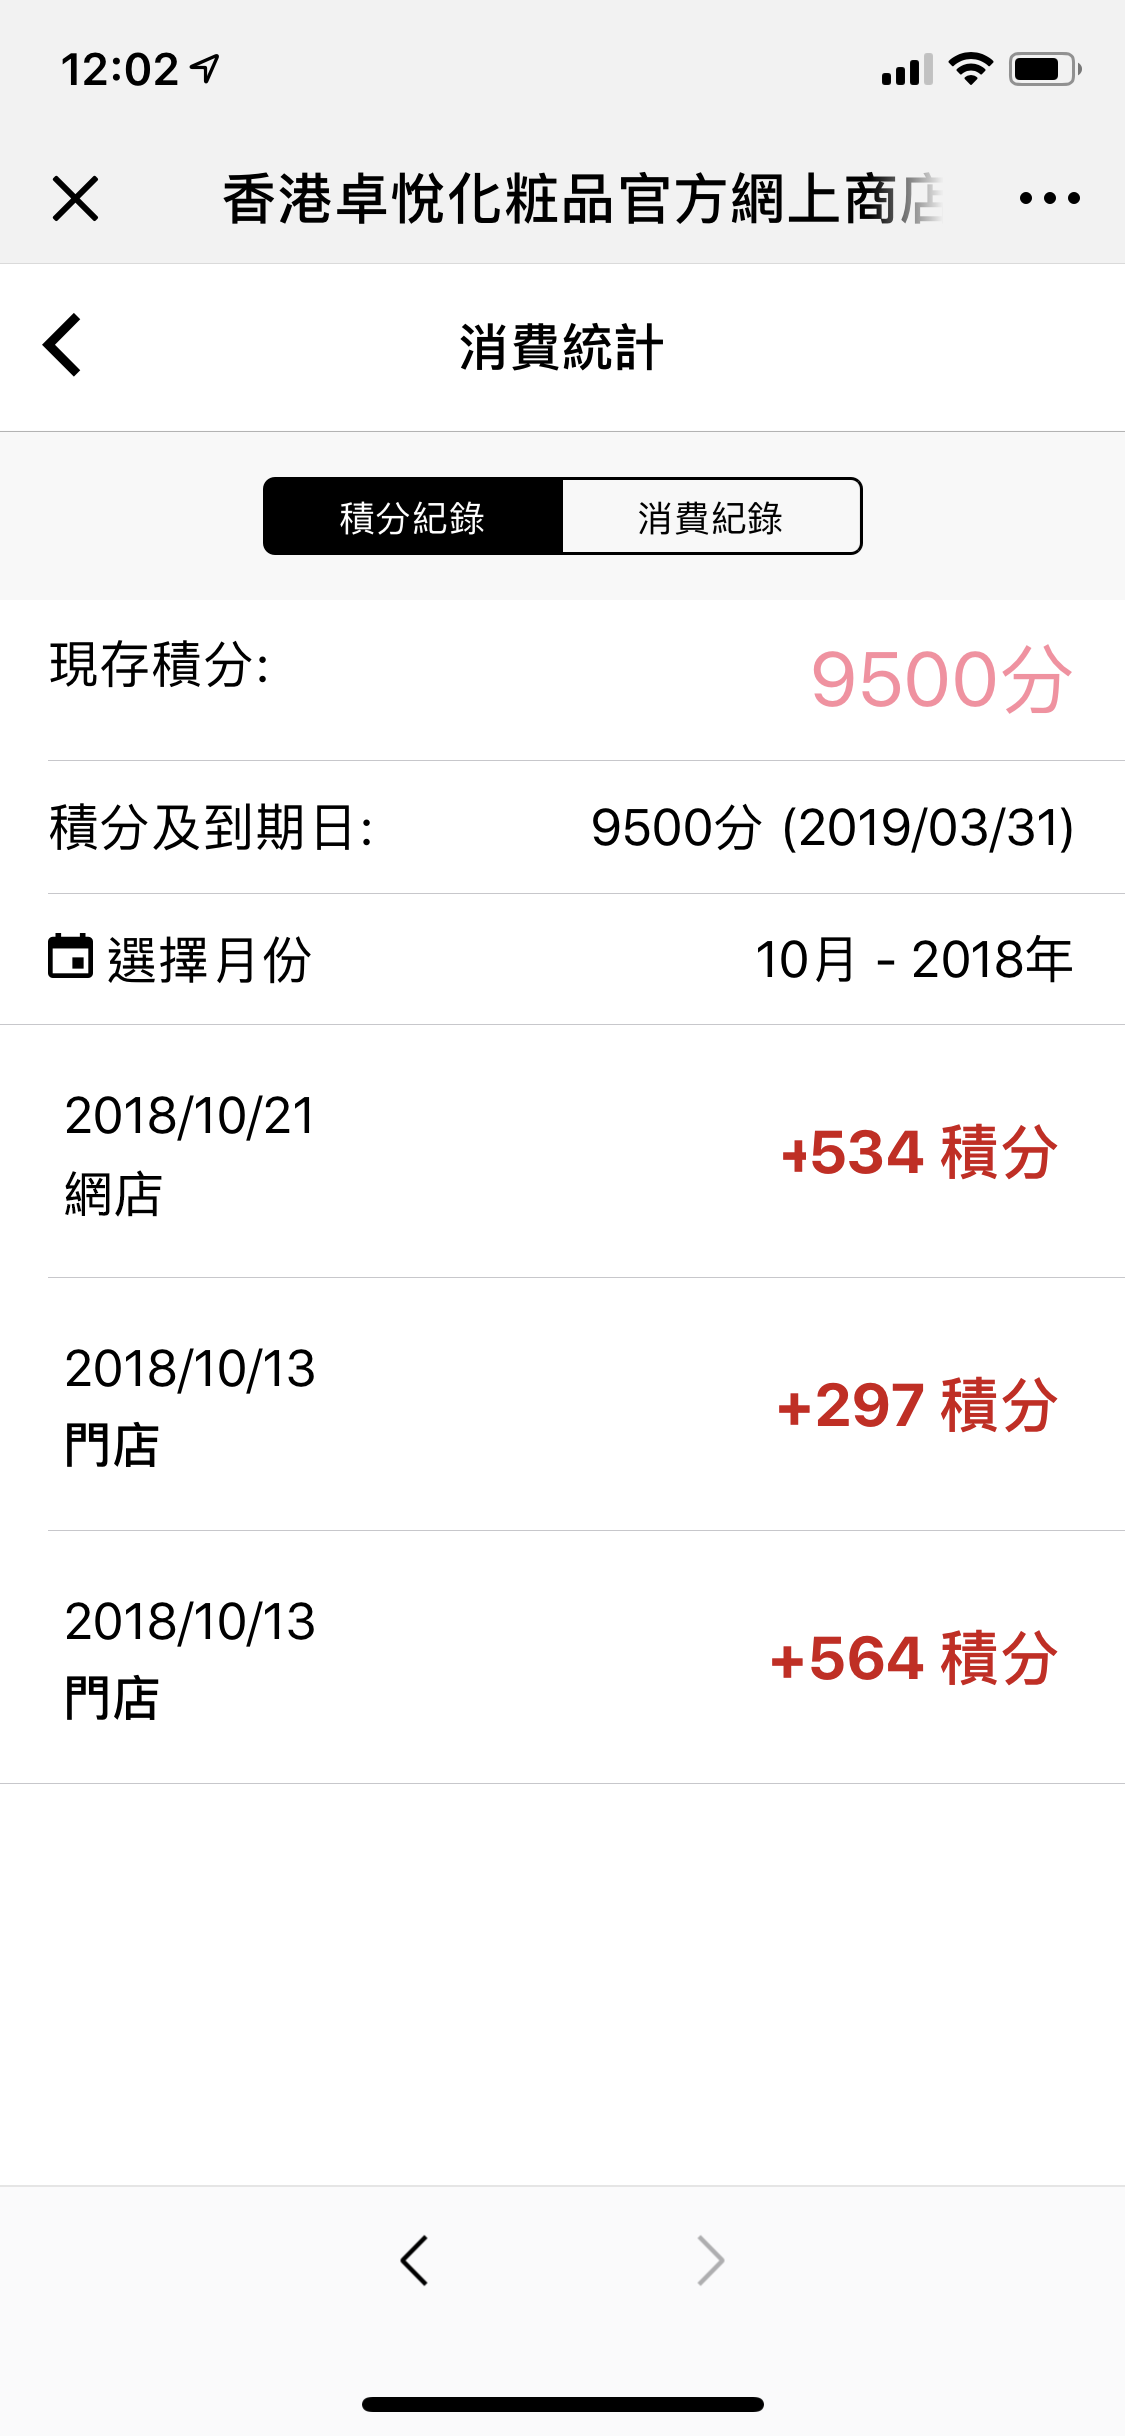 12:02
香港卓悅化粧品官方網上商店
消費統計
積分紀錄 消費紀錄
現存積分: 9500分
積分及到期日: 9500分 (2019/03/31)
選擇月份 10月 - 2018年
2018/10/21
網店
+534 積分
2018/10/13
門店
+297 積分
2018/10/13
門店
+564 積分